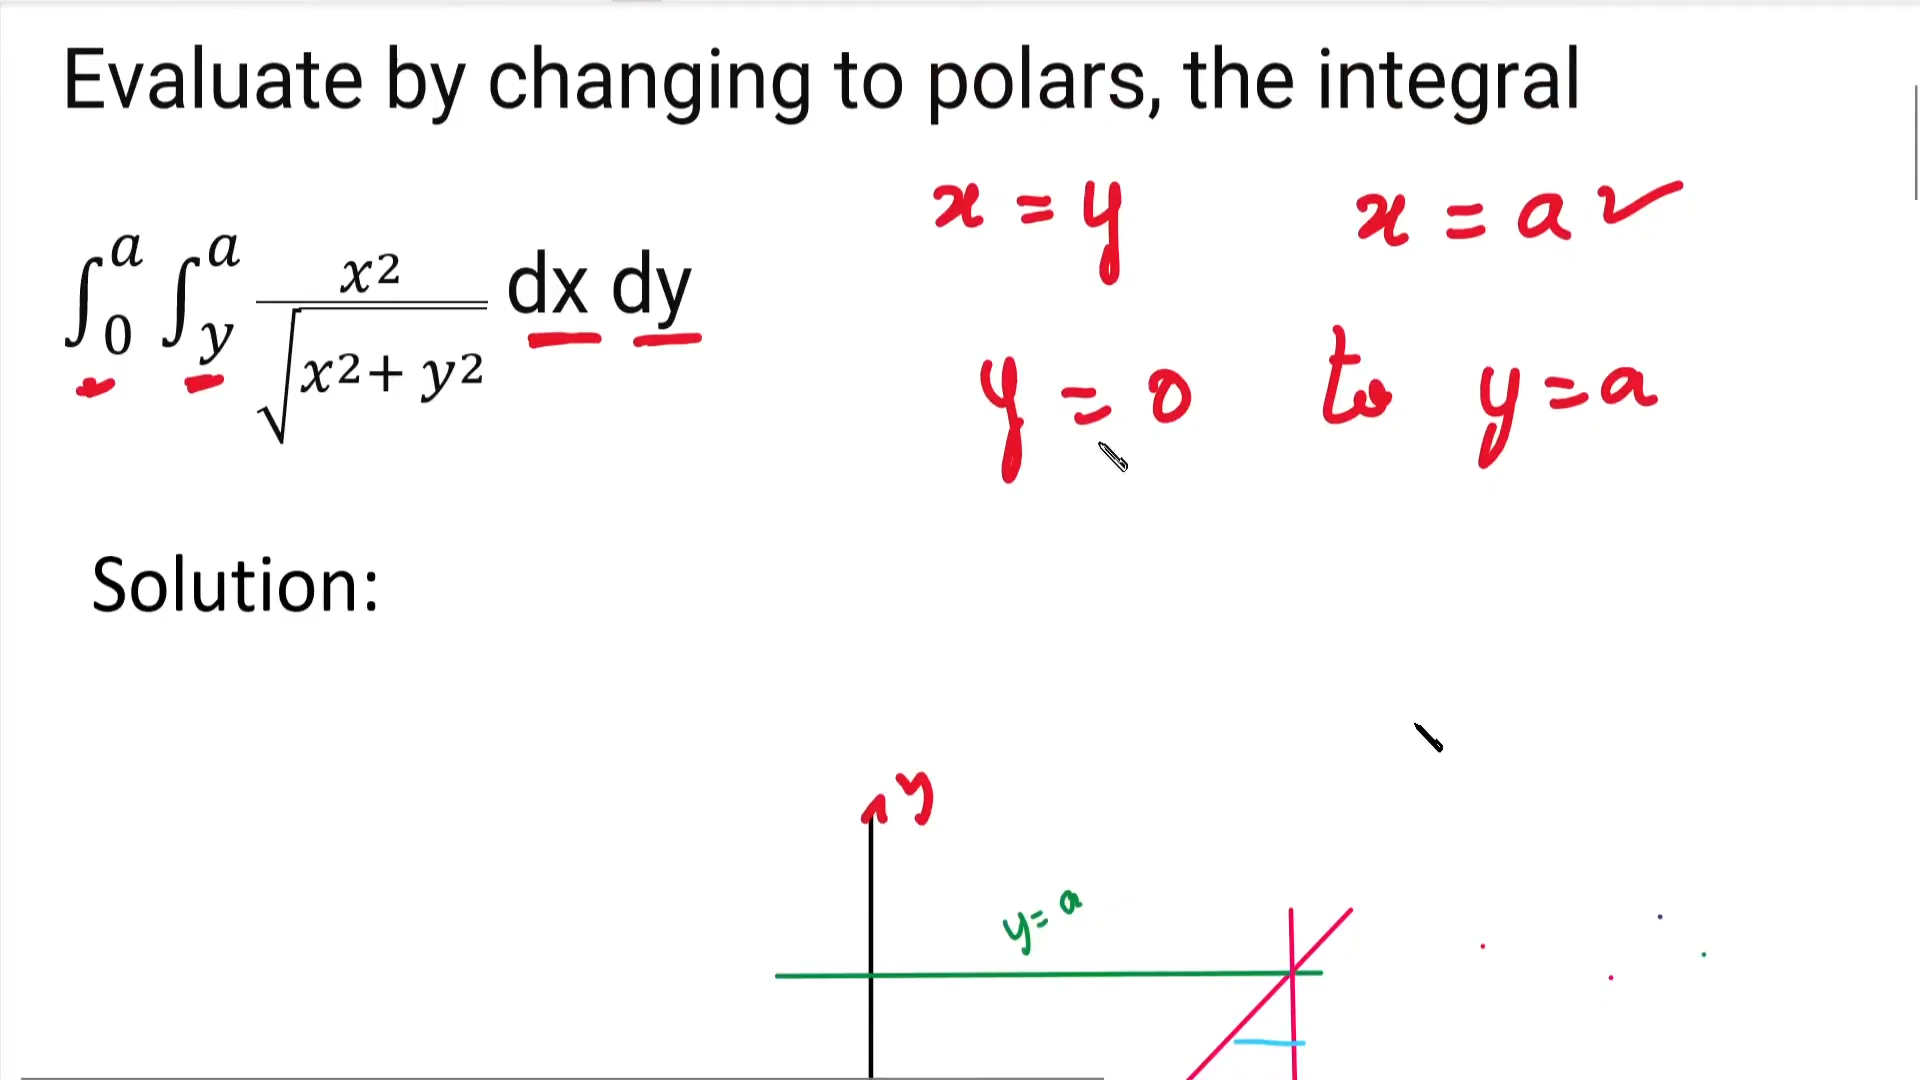 Evaluate by changing to polars, the integral
x = y    x = a ✓
∫₀ᵃ ∫ᵧᵃ x²/√(x² + y²) dx dy
y = 0 to y = a
Solution:
y
y = a